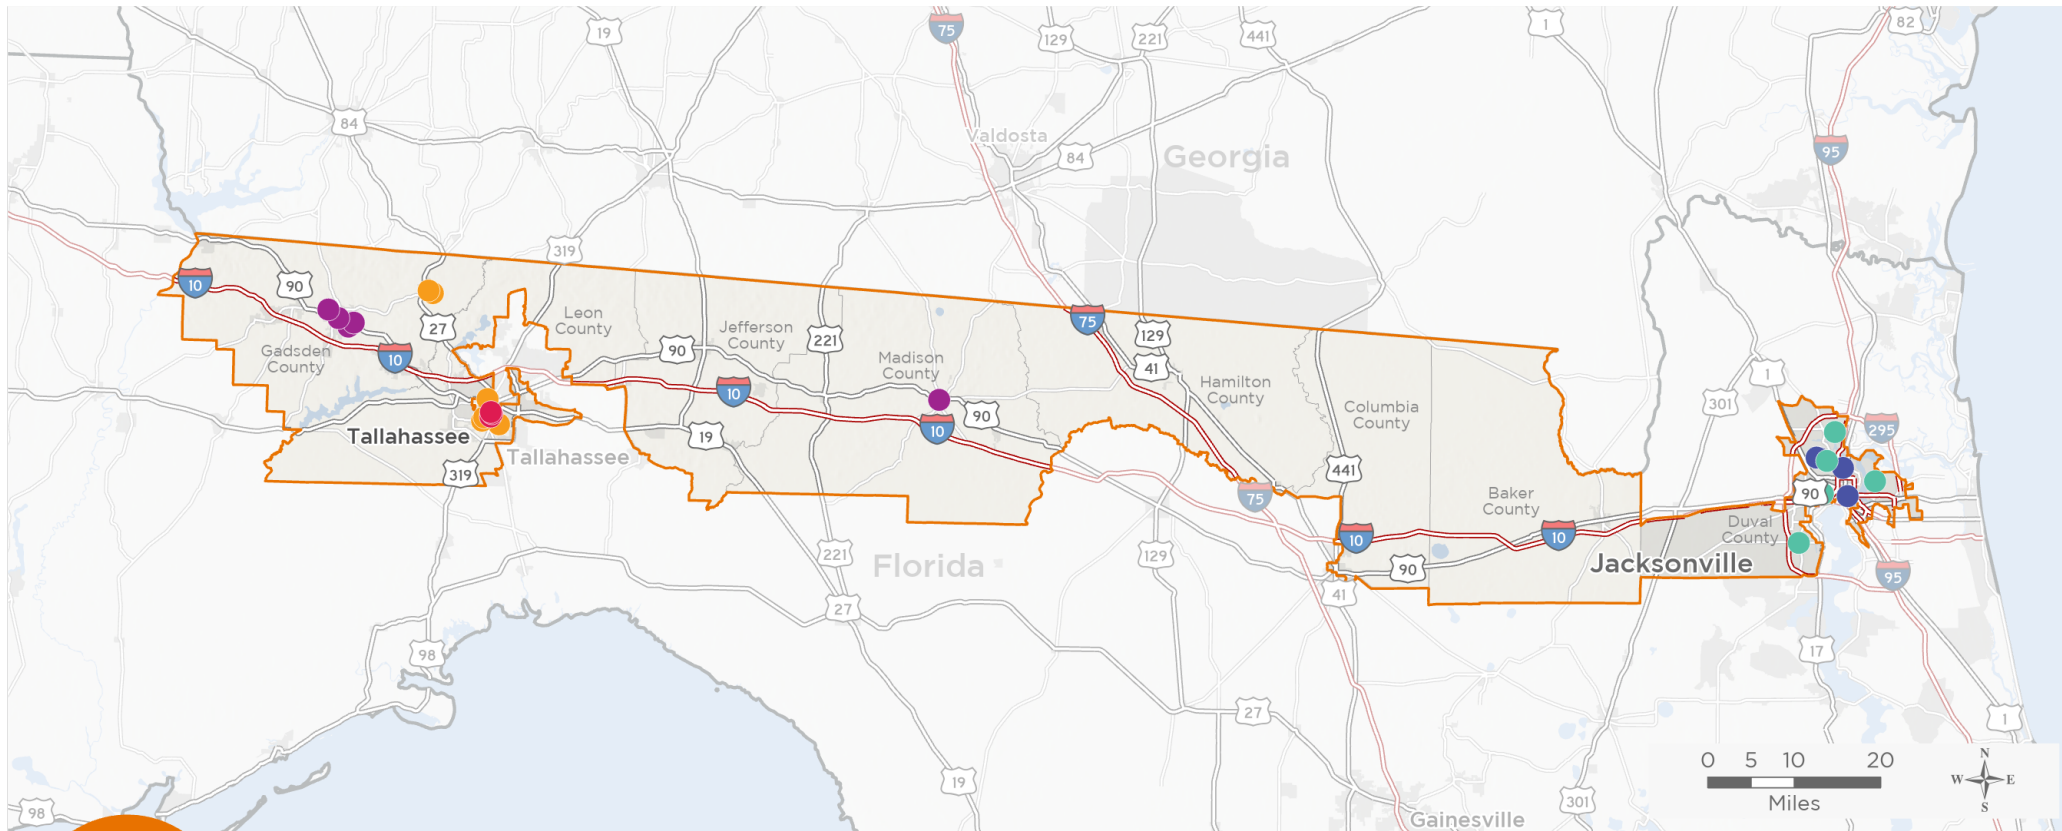 19
75
129
221
441
1
82
84
Valdosta
84
Georgia
95
319
10
90
27
Leon
County
Gadsden
County
10
90
Jefferson
County
221
Madison
County
75
129
41
Hamilton
County
Columbia
County
1
301
295
10
90
10
19
Tallahassee
Tallahassee
319
441
75
Baker
County
90
Duval
County
10
10
90
Jacksonville
95
221
Florida
129
41
27
98
17
27
1
19
98
301
Gainesville
0 5 10 20
Miles
N
W E
S